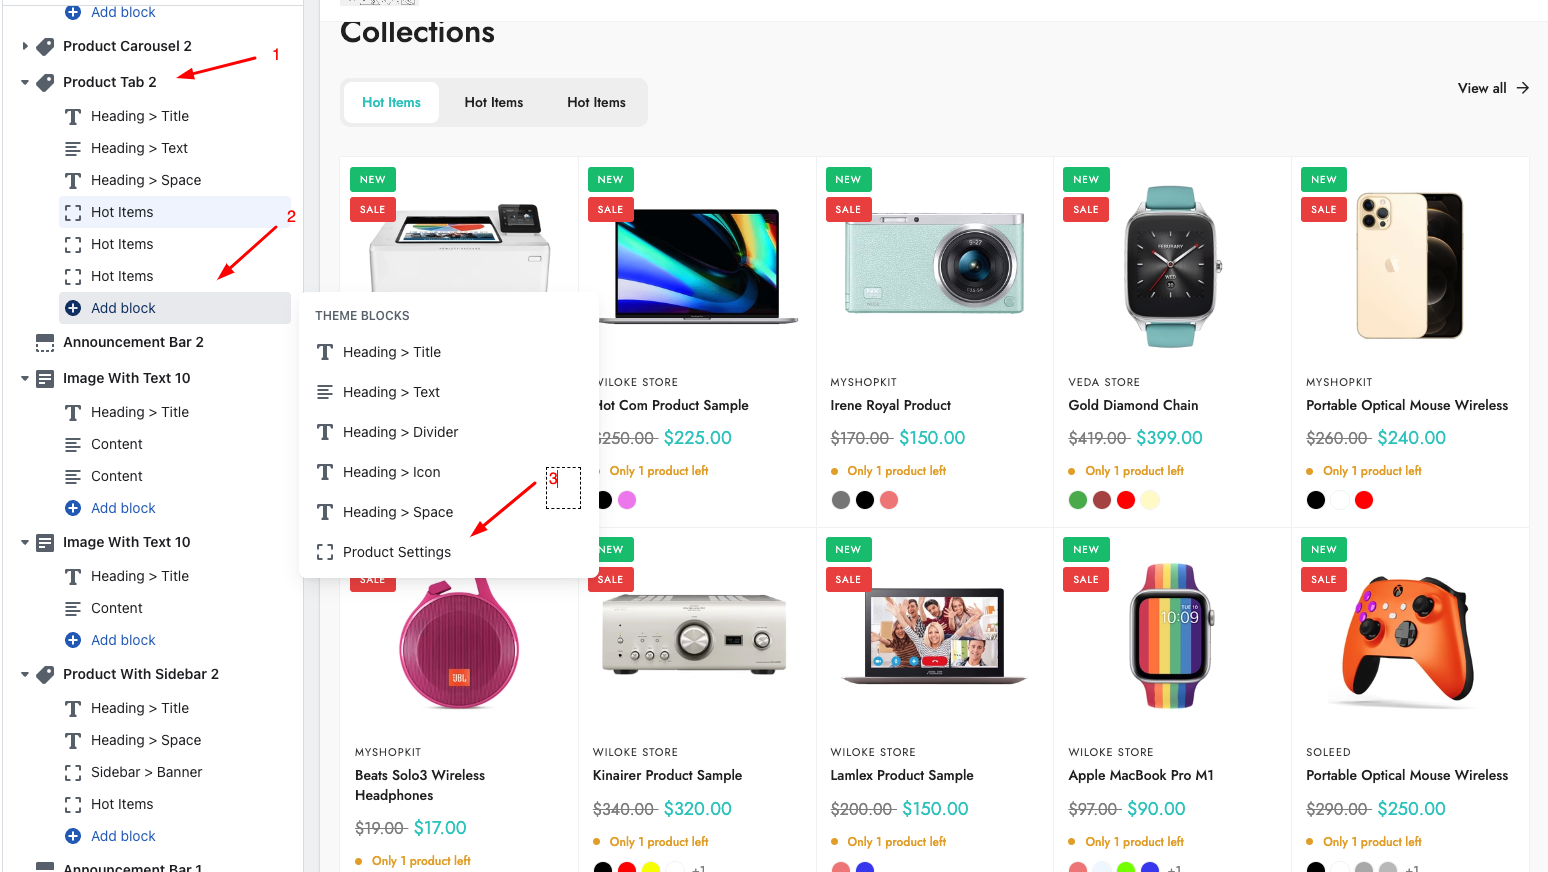 Add block
Product Carousel 2
1
Product Tab 2
Heading > Title
Heading > Text
Heading > Space
Hot Items
2
Hot Items
Hot Items
Add block
Announcement Bar 2
Image With Text 10
Heading > Title
Content
Content
Add block
Image With Text 10
Heading > Title
Content
Add block
Product With Sidebar 2
Heading > Title
Heading > Space
Sidebar > Banner
Hot Items
Add block
Announcement Bar 1
THEME BLOCKS
Heading > Title
Heading > Text
Heading > Divider
Heading > Icon
3
Heading > Space
Product Settings
Collections
Hot Items Hot Items Hot Items
View all
NEW NEW NEW NEW NEW
SALE SALE SALE SALE SALE
WILOKE STORE MYSHOPKIT VEDA STORE MYSHOPKIT
Hot Com Product Sample Irene Royal Product Gold Diamond Chain Portable Optical Mouse Wireless
$250.00 $225.00 $170.00 $150.00 $419.00 $399.00 $260.00 $240.00
Only 1 product left Only 1 product left Only 1 product left Only 1 product left
NEW NEW NEW NEW
SALE SALE SALE SALE SALE
JBL
10:09
MYSHOPKIT WILOKE STORE WILOKE STORE WILOKE STORE SOLEED
Beats Solo3 Wireless Kinairer Product Sample Lamlex Product Sample Apple MacBook Pro M1 Portable Optical Mouse Wireless
Headphones
$340.00 $320.00 $200.00 $150.00 $97.00 $90.00 $290.00 $250.00
$19.00 $17.00
Only 1 product left Only 1 product left Only 1 product left Only 1 product left
Only 1 product left
+1 +1 +1